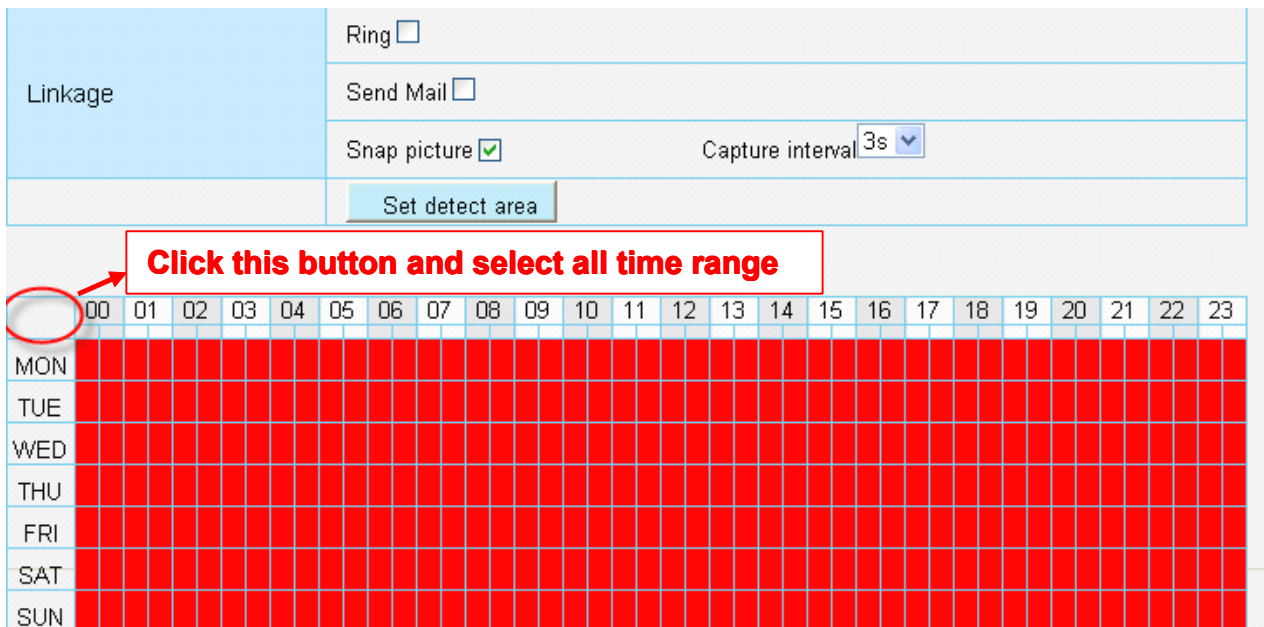 Ring
Linkage
Send Mail
Snap picture Capture interval 3s
Set detect area
Click this button and select all time range
00 01 02 03 04 05 06 07 08 09 10 11 12 13 14 15 16 17 18 19 20 21 22 23
MON
TUE
WED
THU
FRI
SAT
SUN